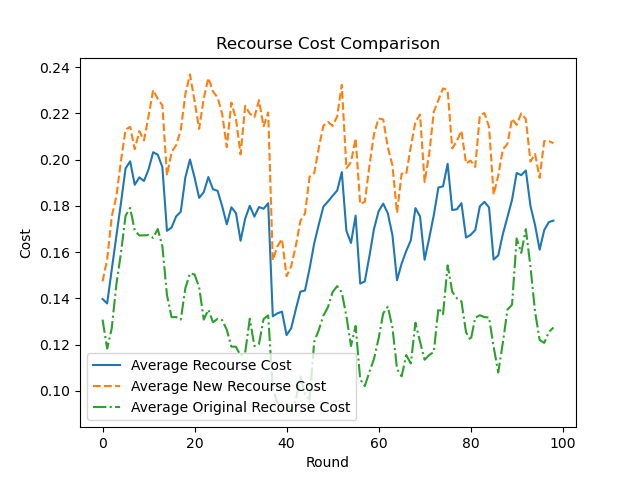 Recourse Cost Comparison
0.24
0.22
0.20
0.18
0.16
0.14
0.12
0.10
Cost
Average Recourse Cost
Average New Recourse Cost
Average Original Recourse Cost
0 20 40 60 80 100
Round